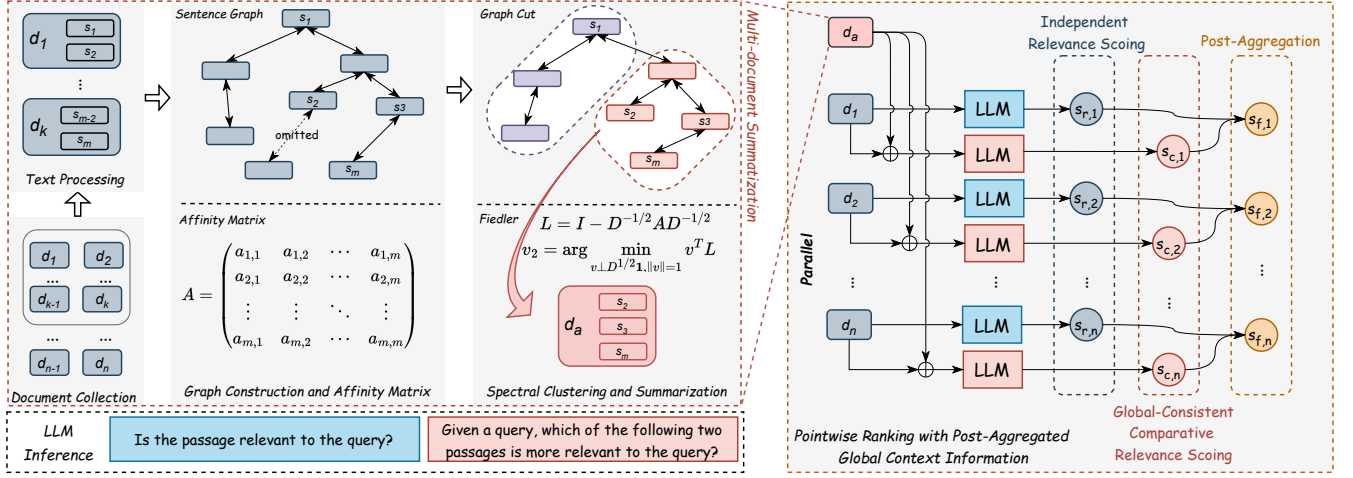 d1
s1
s2
⋮
dk
sm-2
sm
Text Processing
d1
d2
...
...
dk-1
dk
...
...
dn-1
dn
Document Collection
Sentence Graph
s1
s2
s3
omitted
sm
Affinity Matrix
A = ( a1,1 a1,2 ⋯ a1,m
a2,1 a2,2 ⋯ a2,m
⋮ ⋮ ⋱ ⋮
am,1 am,2 ⋯ am,m )
Graph Construction and Affinity Matrix
Graph Cut
s1
s2
s3
sm
Fiedler
L = I − D^{-1/2} A D^{-1/2}
v2 = arg min v^T L
v⊥D^{1/2}1,‖v‖=1
da
s2
s3
sm
Spectral Clustering and Summarization
Multi-document Summatization
LLM
Inference
Is the passage relevant to the query?
Given a query, which of the following two
passages is more relevant to the query?
da
Independent
Relevance Scoing
Post-Aggregation
d1
LLM
sr,1
sf,1
LLM
sc,1
d2
LLM
sr,2
sf,2
LLM
sc,2
Parallel
⋮
⋮
⋮
⋮
⋮
dn
LLM
sr,n
sf,n
LLM
sc,n
Global-Consistent
Comparative
Relevance Scoing
Pointwise Ranking with Post-Aggregated
Global Context Information